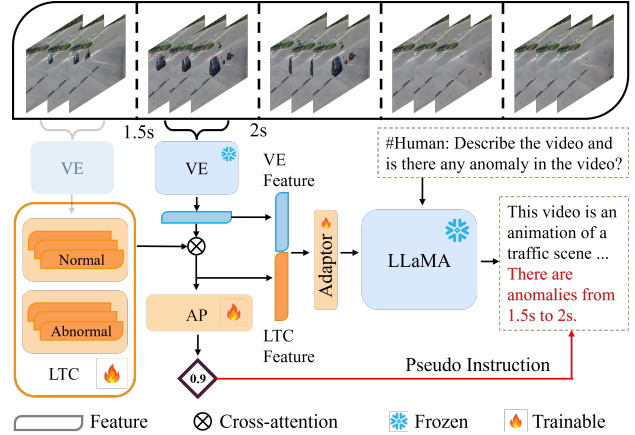 1.5s
2s
VE
VE
VE
Feature
#Human: Describe the video and
is there any anomaly in the video?
Normal
Abnormal
LTC
AP
0.9
LTC
Feature
Adaptor
LLaMA
This video is an
animation of a
traffic scene ...
There are
anomalies from
1.5s to 2s.
Pseudo Instruction
Feature
Cross-attention
Frozen
Trainable